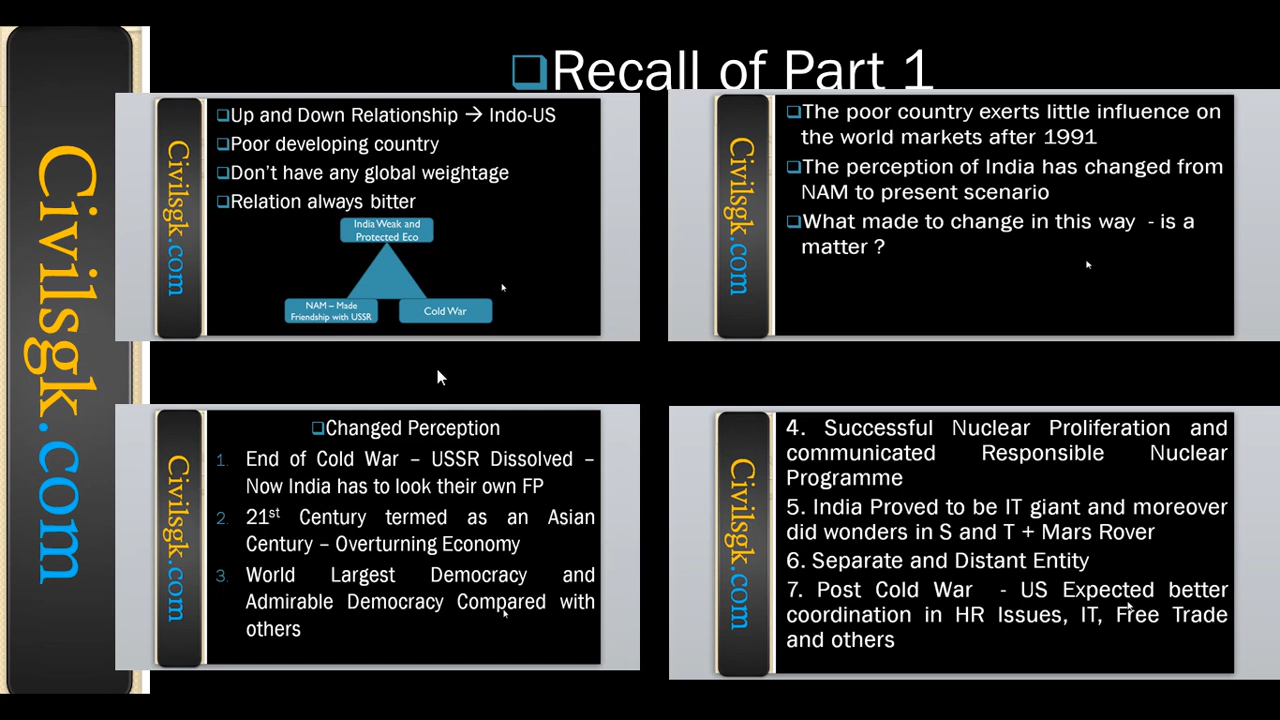 Civilsgk.com
❑Recall of Part 1
Civilsgk.com
❑Up and Down Relationship → Indo-US
❑Poor developing country
❑Don't have any global weightage
❑Relation always bitter
India Weak and
Protected Eco
NAM – Made
Friendship with USSR
Cold War
Civilsgk.com
❑The poor country exerts little influence on
the world markets after 1991
❑The perception of India has changed from
NAM to present scenario
❑What made to change in this way - is a
matter ?
Civilsgk.com
❑Changed Perception
1. End of Cold War – USSR Dissolved –
Now India has to look their own FP
2. 21st Century termed as an Asian
Century – Overturning Economy
3. World Largest Democracy and
Admirable Democracy Compared with
others
Civilsgk.com
4. Successful Nuclear Proliferation and
communicated Responsible Nuclear
Programme
5. India Proved to be IT giant and moreover
did wonders in S and T + Mars Rover
6. Separate and Distant Entity
7. Post Cold War - US Expected better
coordination in HR Issues, IT, Free Trade
and others